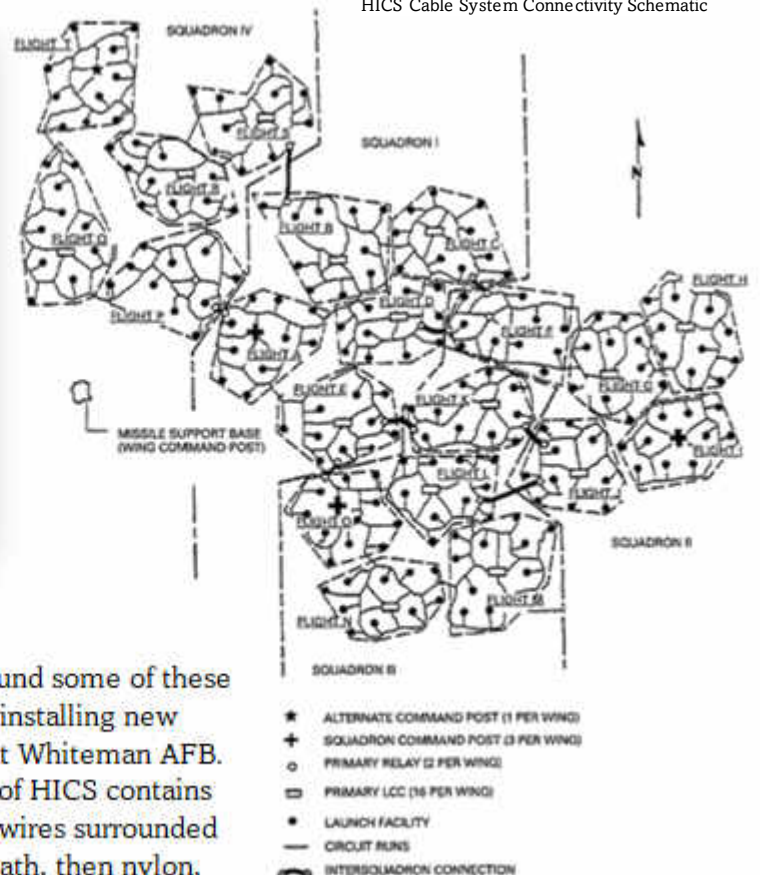 HICS Cable System Connectivity Schematic
SQUADRON IV
FLIGHT T
FLIGHT S
SQUADRON I
FLIGHT R
FLIGHT B
FLIGHT C
N
FLIGHT Q
FLIGHT P
FLIGHT D
FLIGHT F
FLIGHT H
FLIGHT A
FLIGHT E
FLIGHT K
FLIGHT G
MISSILE SUPPORT BASE
(WING COMMAND POST)
FLIGHT I
FLIGHT L
FLIGHT J
FLIGHT O
SQUADRON II
FLIGHT M
FLIGHT N
SQUADRON III
und some of these
installing new
t Whiteman AFB.
of HICS contains
wires surrounded
ath, then nylon,
ALTERNATE COMMAND POST (1 PER WING)
SQUADRON COMMAND POST (3 PER WING)
PRIMARY RELAY (2 PER WING)
PRIMARY LCC (16 PER WING)
LAUNCH FACILITY
CIRCUIT RUNS
INTERSQUADRON CONNECTION